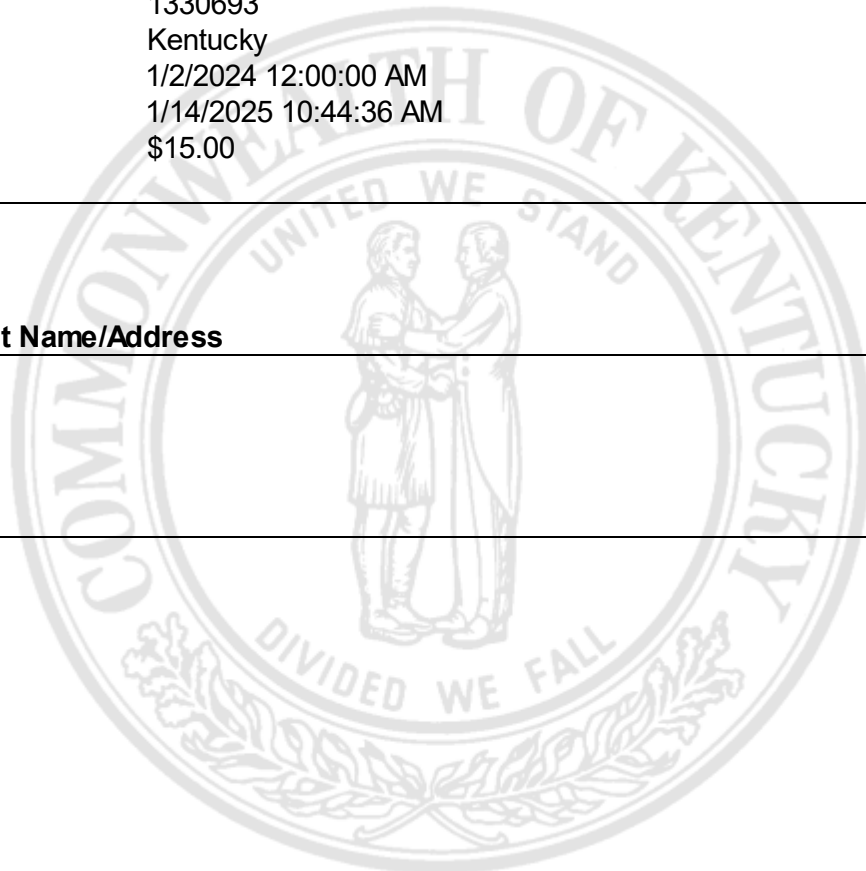 1330693
Kentucky
1/2/2024 12:00:00 AM
1/14/2025 10:44:36 AM
$15.00
t Name/Address
COMMONWEALTH OF KENTUCKY
UNITED WE STAND
DIVIDED WE FALL